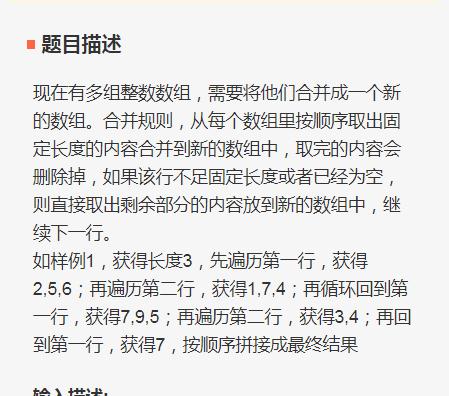 题目描述
现在有多组整数数组，需要将他们合并成一个新
的数组。合并规则，从每个数组里按顺序取出固
定长度的内容合并到新的数组中，取完的内容会
删除掉，如果该行不足固定长度或者已经为空，
则直接取出剩余部分的内容放到新的数组中，继
续下一行。
如样例1，获得长度3，先遍历第一行，获得
2,5,6；再遍历第二行，获得1,7,4；再循环回到第
一行，获得7,9,5；再遍历第二行，获得3,4；再回
到第一行，获得7，按顺序拼接成最终结果
输入描述: